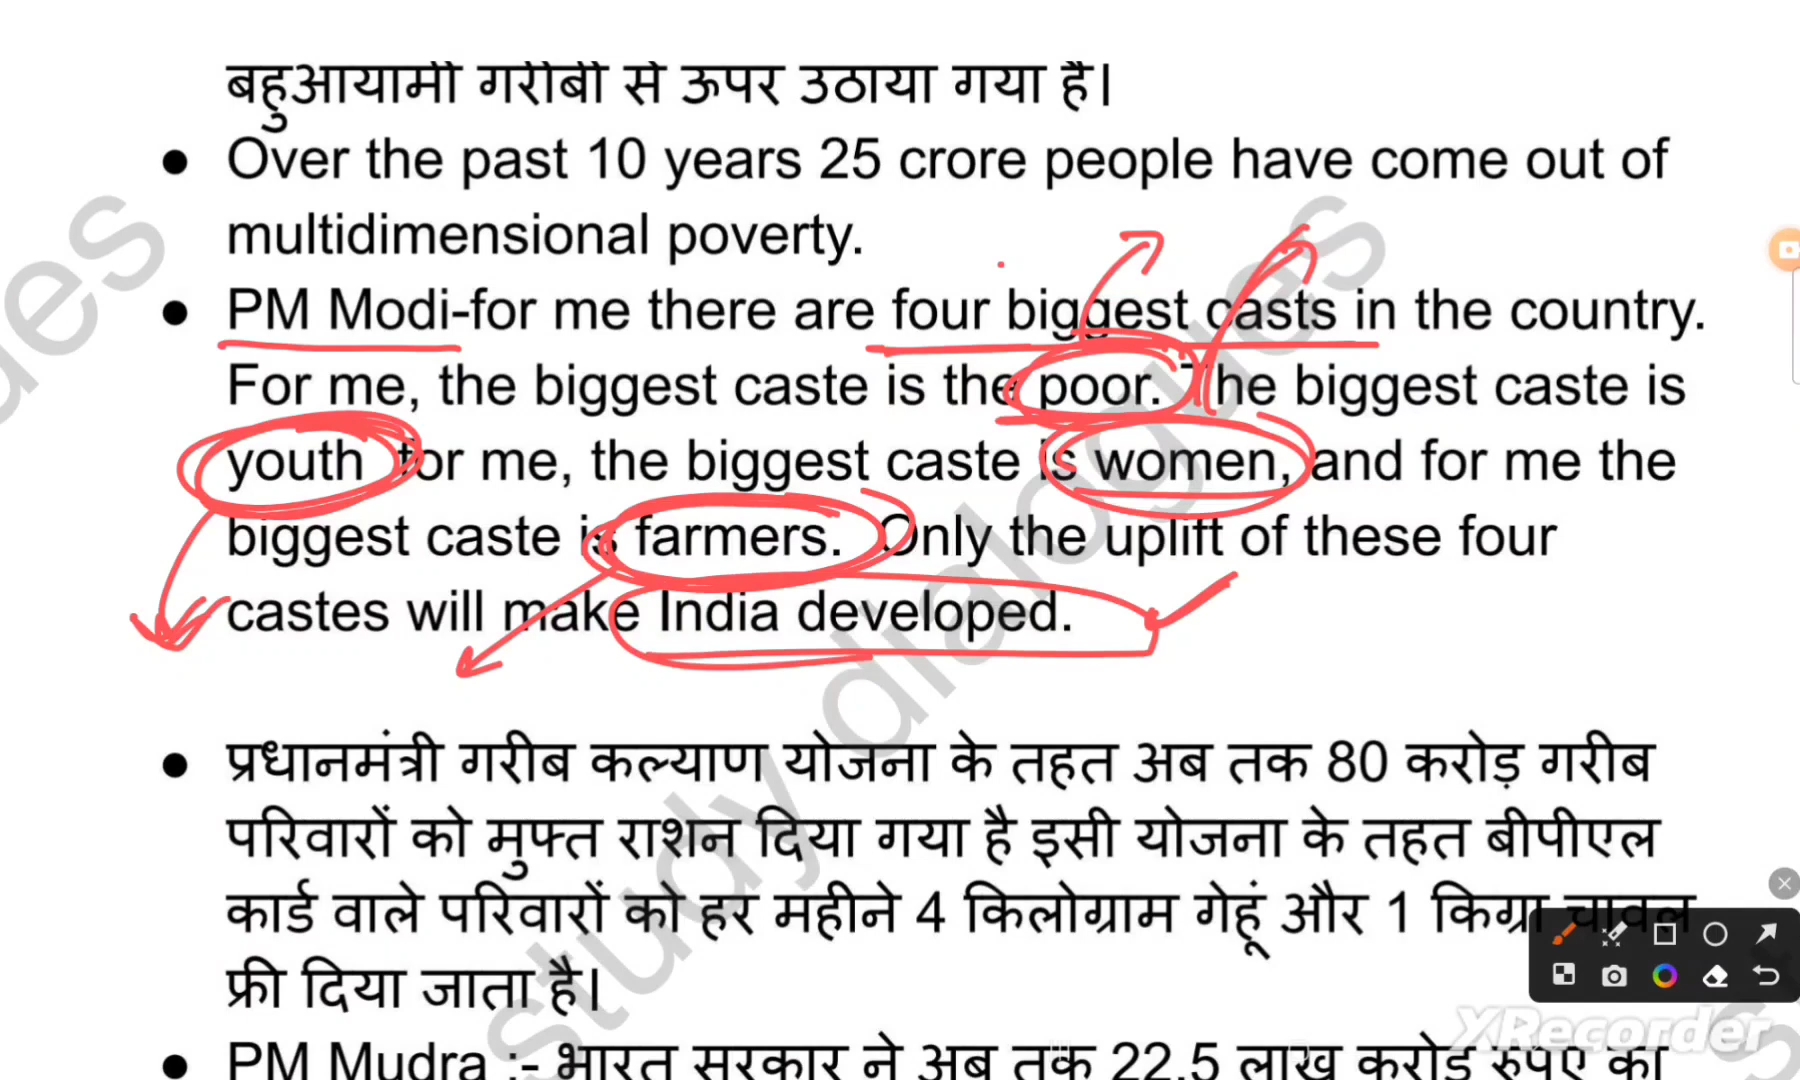 बहुआयामी गरीबी से ऊपर उठाया गया है।
● Over the past 10 years 25 crore people have come out of
multidimensional poverty.
● PM Modi-for me there are four biggest casts in the country.
For me, the biggest caste is the poor. The biggest caste is
youth for me, the biggest caste is women, and for me the
biggest caste is farmers. Only the uplift of these four
castes will make India developed.
● प्रधानमंत्री गरीब कल्याण योजना के तहत अब तक 80 करोड़ गरीब
परिवारों को मुफ्त राशन दिया गया है इसी योजना के तहत बीपीएल
कार्ड वाले परिवारों को हर महीने 4 किलोग्राम गेहूं और 1 किग्रा चावल
फ्री दिया जाता है।
● PM Mudra :- भारत सरकार ने अब तक 22.5 लाख करोड़ रुपए का
study dialogues
XRecorder